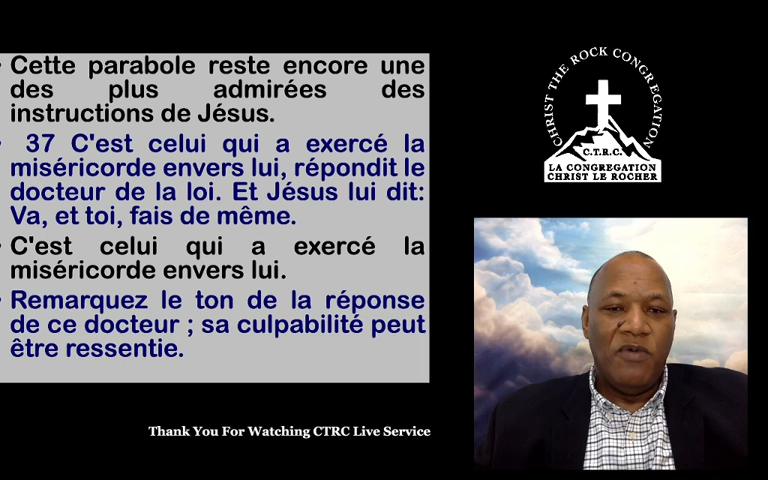 Cette parabole reste encore une
des plus admirées des
instructions de Jésus.
37 C'est celui qui a exercé la
miséricorde envers lui, répondit le
docteur de la loi. Et Jésus lui dit:
Va, et toi, fais de même.
C'est celui qui a exercé la
miséricorde envers lui.
Remarquez le ton de la réponse
de ce docteur ; sa culpabilité peut
être ressentie.
Thank You For Watching CTRC Live Service
CHRIST THE ROCK CONGREGATION
C.T.R.C.
LA CONGREGATION
CHRIST LE ROCHER